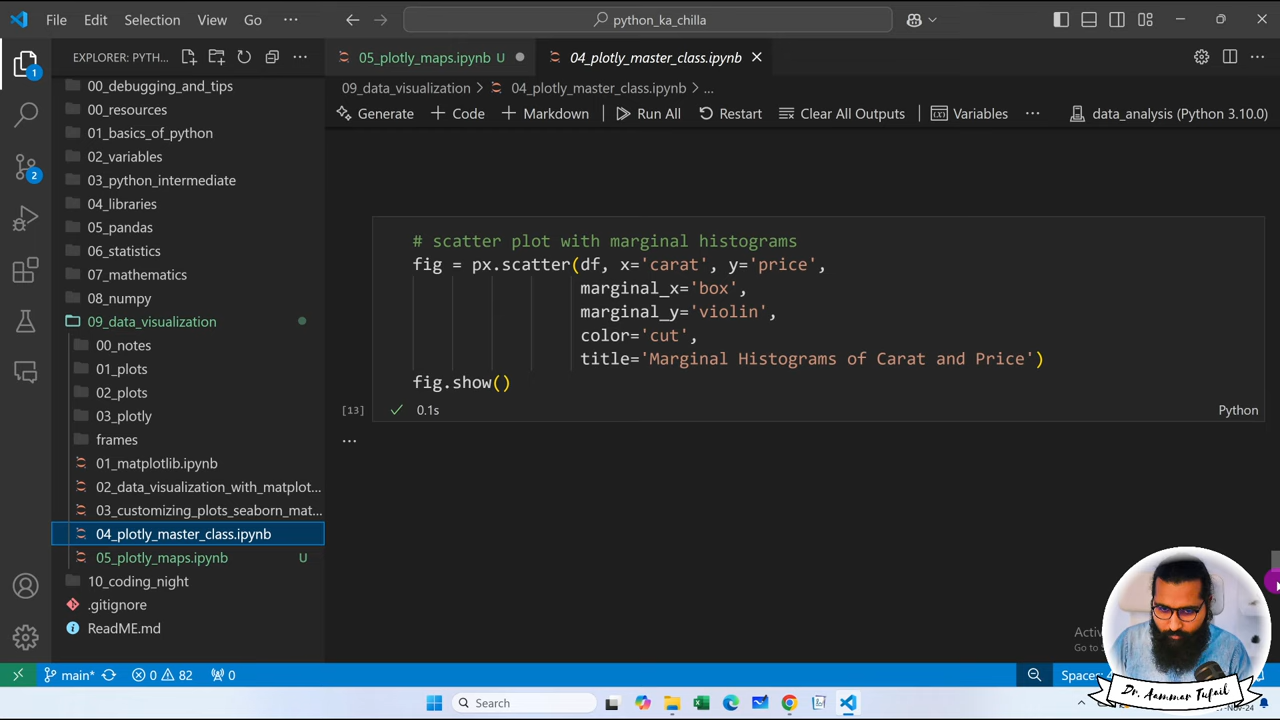 File Edit Selection View Go ··· python_ka_chilla
EXPLORER: PYTH... ···
05_plotly_maps.ipynb U
04_plotly_master_class.ipynb
09_data_visualization > 04_plotly_master_class.ipynb > ...
Generate + Code + Markdown Run All Restart Clear All Outputs Variables ··· data_analysis (Python 3.10.0)
00_debugging_and_tips
00_resources
01_basics_of_python
02_variables
03_python_intermediate
04_libraries
05_pandas
06_statistics
07_mathematics
08_numpy
09_data_visualization
00_notes
01_plots
02_plots
03_plotly
frames
01_matplotlib.ipynb
02_data_visualization_with_matplot...
03_customizing_plots_seaborn_mat...
04_plotly_master_class.ipynb
05_plotly_maps.ipynb U
10_coding_night
.gitignore
ReadME.md
1
2
# scatter plot with marginal histograms
fig = px.scatter(df, x='carat', y='price',
marginal_x='box',
marginal_y='violin',
color='cut',
title='Marginal Histograms of Carat and Price')
fig.show()
[13] 0.1s Python
...
Dr. Aammar Tufail
main* 0 82 0
Search